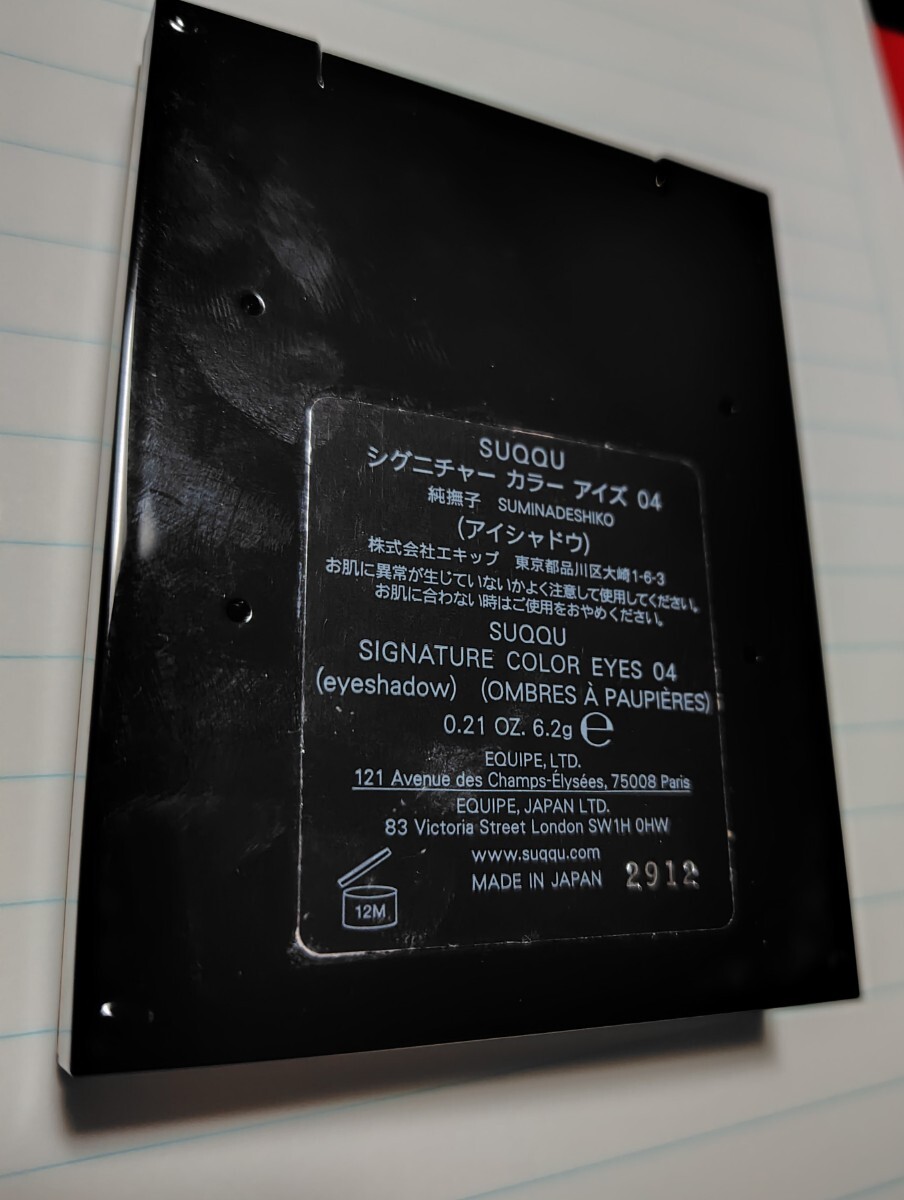 SUQQU
シグニチャー カラー アイズ 04
純撫子 SUMINADESHIKO
(アイシャドウ)
株式会社エキップ 東京都品川区大崎1-6-3
お肌に異常が生じていないかよく注意して使用してください。
お肌に合わない時はご使用をおやめください。
SUQQU
SIGNATURE COLOR EYES 04
(eyeshadow) (OMBRES À PAUPIÈRES)
0.21 OZ. 6.2g ℮
EQUIPE, LTD.
121 Avenue des Champs-Élysées, 75008 Paris
EQUIPE, JAPAN LTD.
83 Victoria Street London SW1H 0HW
www.suqqu.com
MADE IN JAPAN 2912
12M